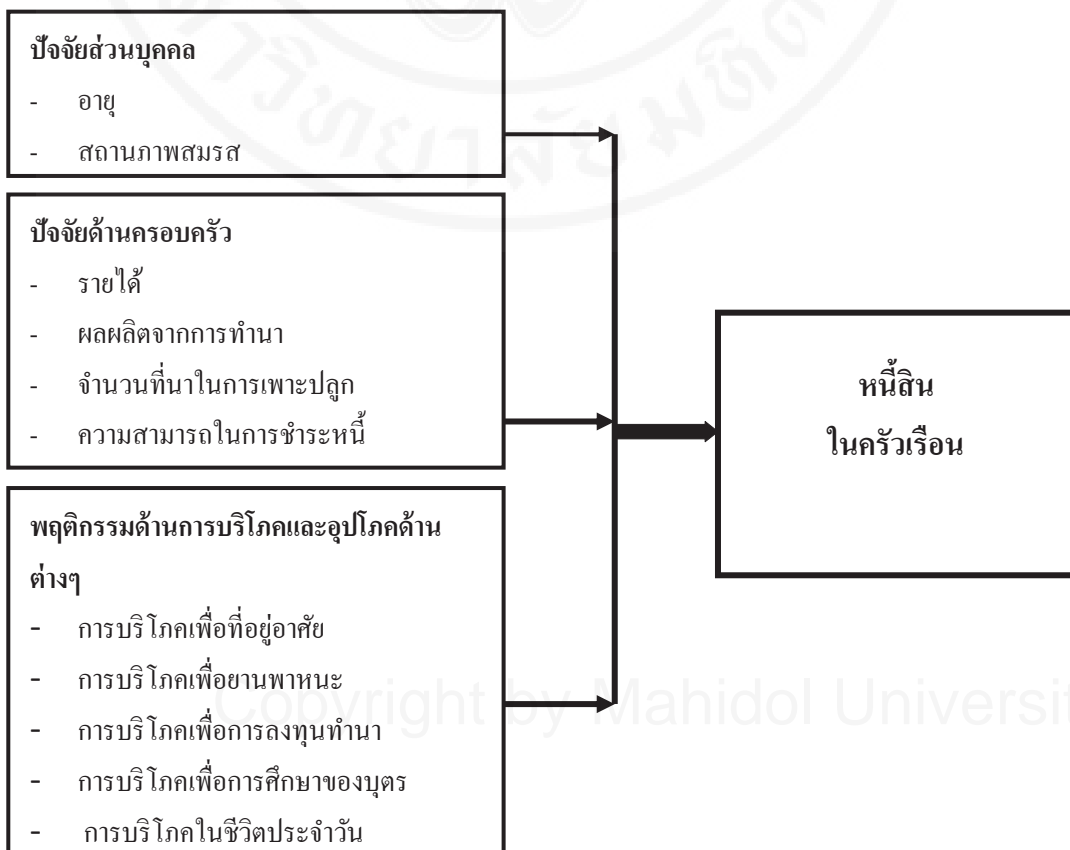 ปัจจัยส่วนบุคคล
- อายุ
- สถานภาพสมรส
ปัจจัยด้านครอบครัว
- รายได้
- ผลผลิตจากการทำนา
- จำนวนที่นาในการเพาะปลูก
- ความสามารถในการชำระหนี้
พฤติกรรมด้านการบริโภคและอุปโภคด้าน
ต่างๆ
- การบริโภคเพื่อที่อยู่อาศัย
- การบริโภคเพื่อยานพาหนะ
- การบริโภคเพื่อการลงทุนทำนา
- การบริโภคเพื่อการศึกษาของบุตร
- การบริโภคในชีวิตประจำวัน
หนี้สิน
ในครัวเรือน
Copyright by Mahidol Universit